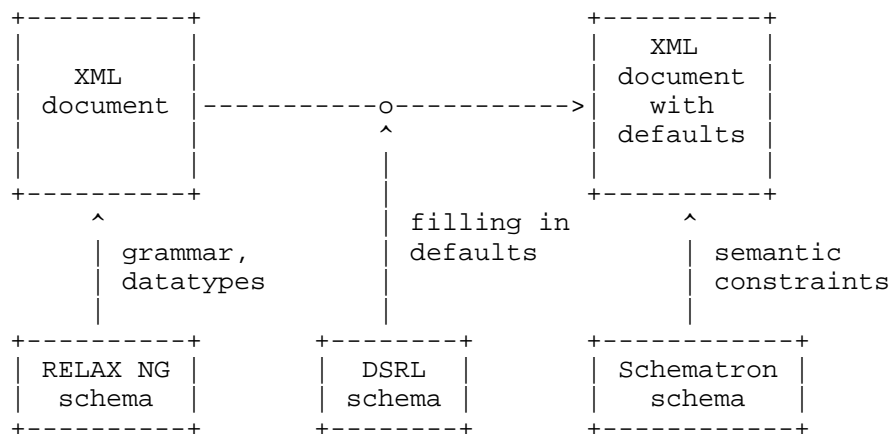 XML
document
XML
document
with
defaults
grammar,
datatypes
filling in
defaults
semantic
constraints
RELAX NG
schema
DSRL
schema
Schematron
schema